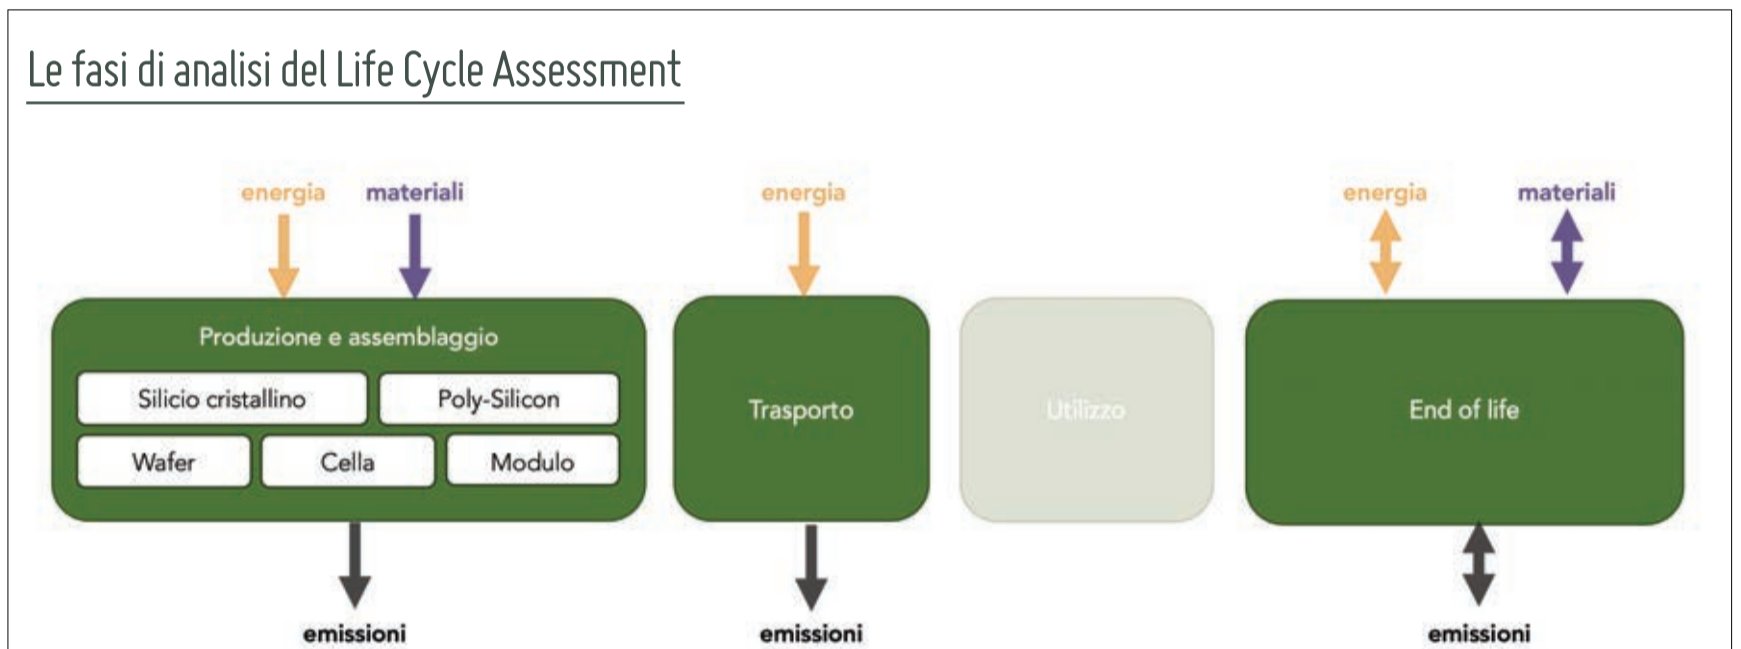 Le fasi di analisi del Life Cycle Assessment
energia materiali energia energia materiali
Produzione e assemblaggio
Silicio cristallino Poly-Silicon
Trasporto Utilizzo End of life
Wafer Cella Modulo
emissioni emissioni emissioni